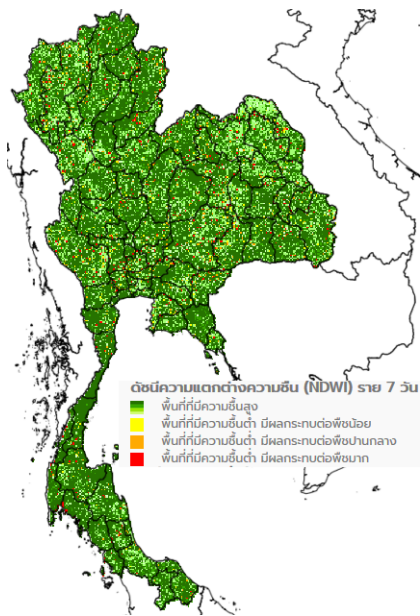 ดัชนีความแตกต่างความชื้น (NDWI) ราย 7 วัน
พื้นที่ที่มีความชื้นสูง
พื้นที่ที่มีความชื้นต่ำ มีผลกระทบต่อพืชน้อย
พื้นที่ที่มีความชื้นต่ำ มีผลกระทบต่อพืชปานกลาง
พื้นที่ที่มีความชื้นต่ำ มีผลกระทบต่อพืชมาก